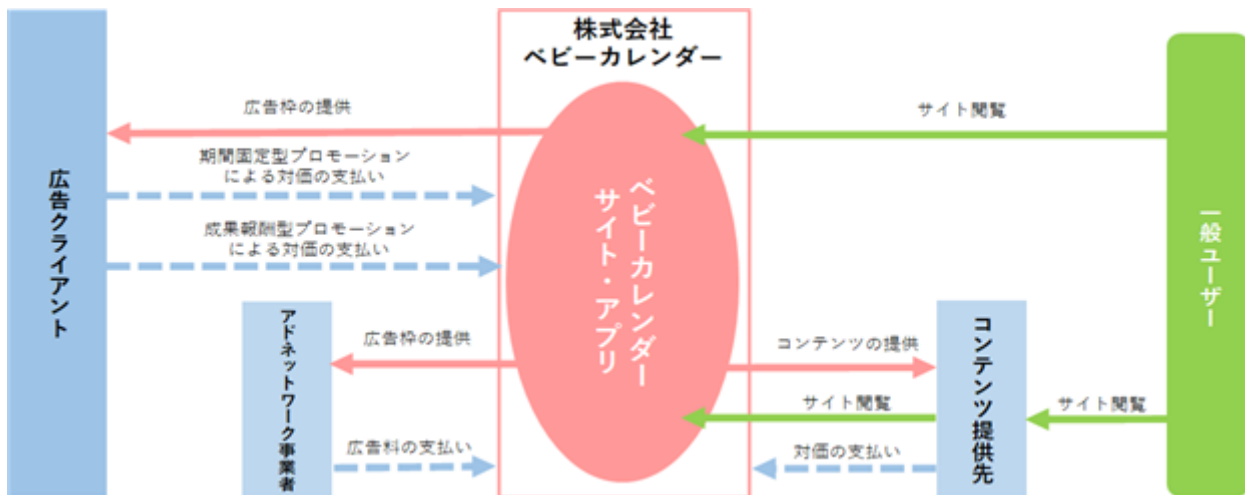 株式会社
ベビーカレンダー
広告枠の提供
サイト閲覧
期間固定型プロモーション
による対価の支払い
成果報酬型プロモーション
による対価の支払い
広告クライアント
ベビーカレンダー
サイト・アプリ
一般ユーザー
アドネットワーク事業者
広告枠の提供
コンテンツの提供
コンテンツ提供先
サイト閲覧
サイト閲覧
広告料の支払い
対価の支払い